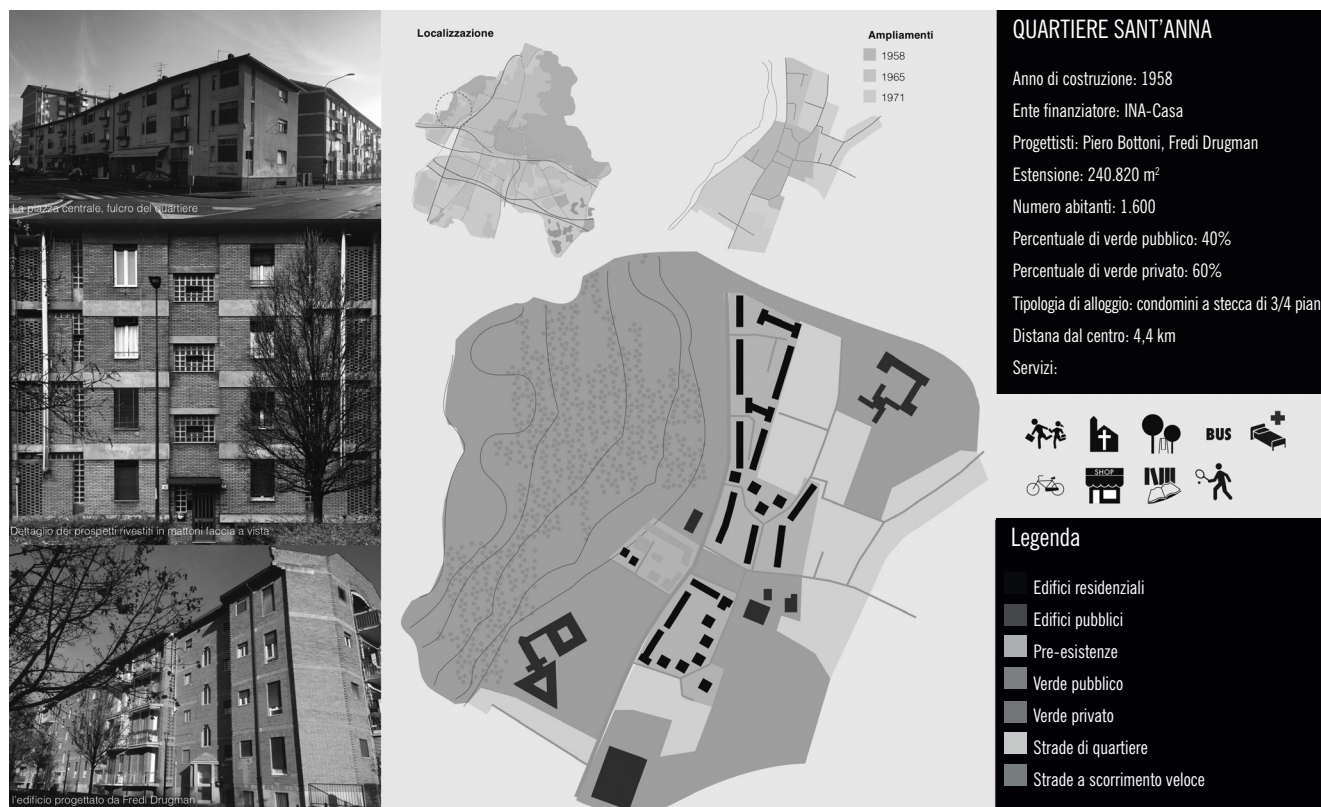 La piazza centrale, fulcro del quartiere
Dettaglio dei prospetti rivestiti in mattoni faccia a vista
l'edificio progettato da Fredi Drugman
Localizzazione
Ampliamenti
1958
1965
1971
QUARTIERE SANT'ANNA
Anno di costruzione: 1958
Ente finanziatore: INA-Casa
Progettisti: Piero Bottoni, Fredi Drugman
Estensione: 240.820 m²
Numero abitanti: 1.600
Percentuale di verde pubblico: 40%
Percentuale di verde privato: 60%
Tipologia di alloggio: condomini a stecca di 3/4 pian
Distana dal centro: 4,4 km
Servizi:
BUS
SHOP
Legenda
Edifici residenziali
Edifici pubblici
Pre-esistenze
Verde pubblico
Verde privato
Strade di quartiere
Strade a scorrimento veloce